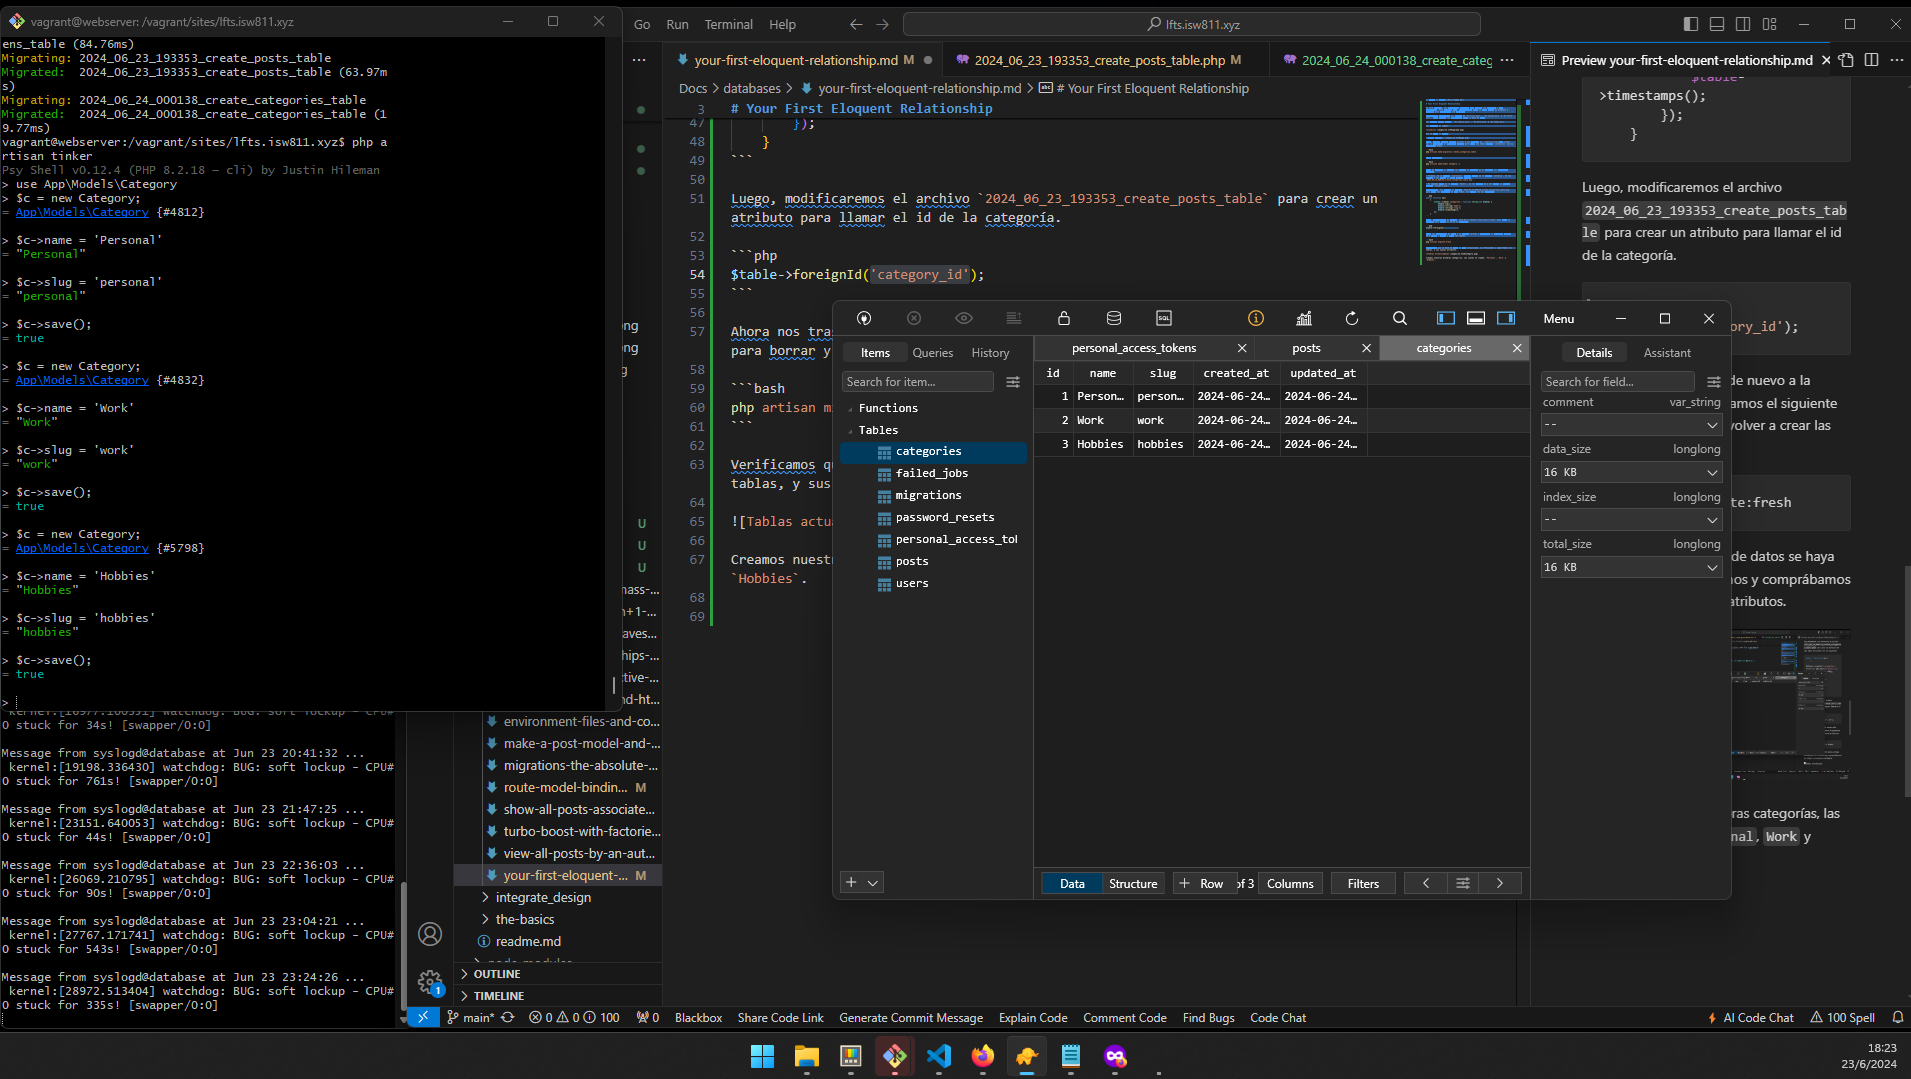 vagrant@webserver: /vagrant/sites/lfts.isw811.xyz
ens_table (84.76ms)
Migrating: 2024_06_23_193353_create_posts_table
Migrated:  2024_06_23_193353_create_posts_table (63.97m
s)
Migrating: 2024_06_24_000138_create_categories_table
Migrated:  2024_06_24_000138_create_categories_table (1
9.77ms)
vagrant@webserver:/vagrant/sites/lfts.isw811.xyz$ php a
rtisan tinker
Psy Shell v0.12.4 (PHP 8.2.18 — cli) by Justin Hileman
> use App\Models\Category
> $c = new Category;
= App\Models\Category {#4812}
> $c->name = 'Personal'
= "Personal"
> $c->slug = 'personal'
= "personal"
> $c->save();
= true
> $c = new Category;
= App\Models\Category {#4832}
> $c->name = 'Work'
= "Work"
> $c->slug = 'work'
= "work"
> $c->save();
= true
> $c = new Category;
= App\Models\Category {#5798}
> $c->name = 'Hobbies'
= "Hobbies"
> $c->slug = 'hobbies'
= "hobbies"
> $c->save();
= true
>
0 stuck for 34s! [swapper/0:0]
Message from syslogd@database at Jun 23 20:41:32 ...
kernel:[19198.336430] watchdog: BUG: soft lockup - CPU#
0 stuck for 761s! [swapper/0:0]
Message from syslogd@database at Jun 23 21:47:25 ...
kernel:[23151.640053] watchdog: BUG: soft lockup - CPU#
0 stuck for 44s! [swapper/0:0]
Message from syslogd@database at Jun 23 22:36:03 ...
kernel:[26069.210795] watchdog: BUG: soft lockup - CPU#
0 stuck for 90s! [swapper/0:0]
Message from syslogd@database at Jun 23 23:04:21 ...
kernel:[27767.171741] watchdog: BUG: soft lockup - CPU#
0 stuck for 543s! [swapper/0:0]
Message from syslogd@database at Jun 23 23:24:26 ...
kernel:[28972.513404] watchdog: BUG: soft lockup - CPU#
0 stuck for 335s! [swapper/0:0]
Go Run Terminal Help
lfts.isw811.xyz
your-first-eloquent-relationship.md M
2024_06_23_193353_create_posts_table.php M
2024_06_24_000138_create_categ
Docs > databases > your-first-eloquent-relationship.md > # Your First Eloquent Relationship
3 # Your First Eloquent Relationship
47 });
48 }
49 ```
50
51 Luego, modificaremos el archivo `2024_06_23_193353_create_posts_table` para crear un
atributo para llamar el id de la categoría.
52
53 ```php
54 $table->foreignId('category_id');
55 ```
56
57 Ahora nos tras
para borrar y
58
59 ```bash
60 php artisan m
61 ```
62
63 Verificamos qu
tablas, y sus
64
65 ![Tablas actua
66
67 Creamos nuestr
`Hobbies`.
68
69
ong
ong
g
U
U
U
nass-...
n+1-...
aves...
hips-...
ctive-...
nd-ht...
environment-files-and-co...
make-a-post-model-and-...
migrations-the-absolute-...
route-model-bindin... M
show-all-posts-associate...
turbo-boost-with-factorie...
view-all-posts-by-an-aut...
your-first-eloquent-... M
integrate_design
the-basics
readme.md
OUTLINE
TIMELINE
1
Preview your-first-eloquent-relationship.md
>timestamps();
});
}
Luego, modificaremos el archivo
2024_06_23_193353_create_posts_tab
le para crear un atributo para llamar el id
de la categoría.
ry_id');
de nuevo a la
amos el siguiente
olver a crear las
te:fresh
de datos se haya
nos y comprábamos
atributos.
ras categorías, las
nal, Work y
SQL
Menu
Items Queries History
Search for item...
Functions
Tables
categories
failed_jobs
migrations
password_resets
personal_access_tol
posts
users
personal_access_tokens
posts
categories
id name slug created_at updated_at
1 Person... person... 2024-06-24... 2024-06-24...
2 Work work 2024-06-24... 2024-06-24...
3 Hobbies hobbies 2024-06-24... 2024-06-24...
Data Structure + Row of 3 Columns Filters
Details Assistant
Search for field...
comment var_string
--
data_size longlong
16 KB
index_size longlong
--
total_size longlong
16 KB
main* 0 0 100 0 Blackbox Share Code Link Generate Commit Message Explain Code Comment Code Find Bugs Code Chat
AI Code Chat 100 Spell
18:23
23/6/2024